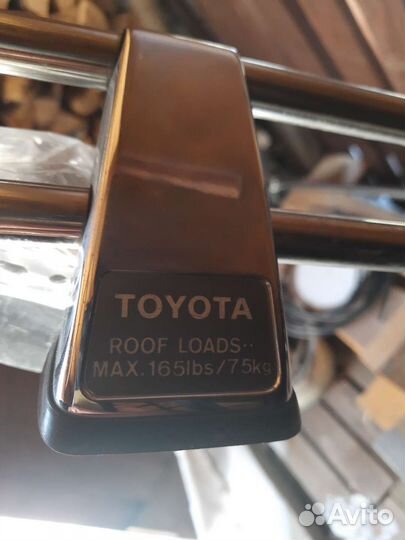 TOYOTA
ROOF LOADS··
MAX.165lbs/75kg
Avito